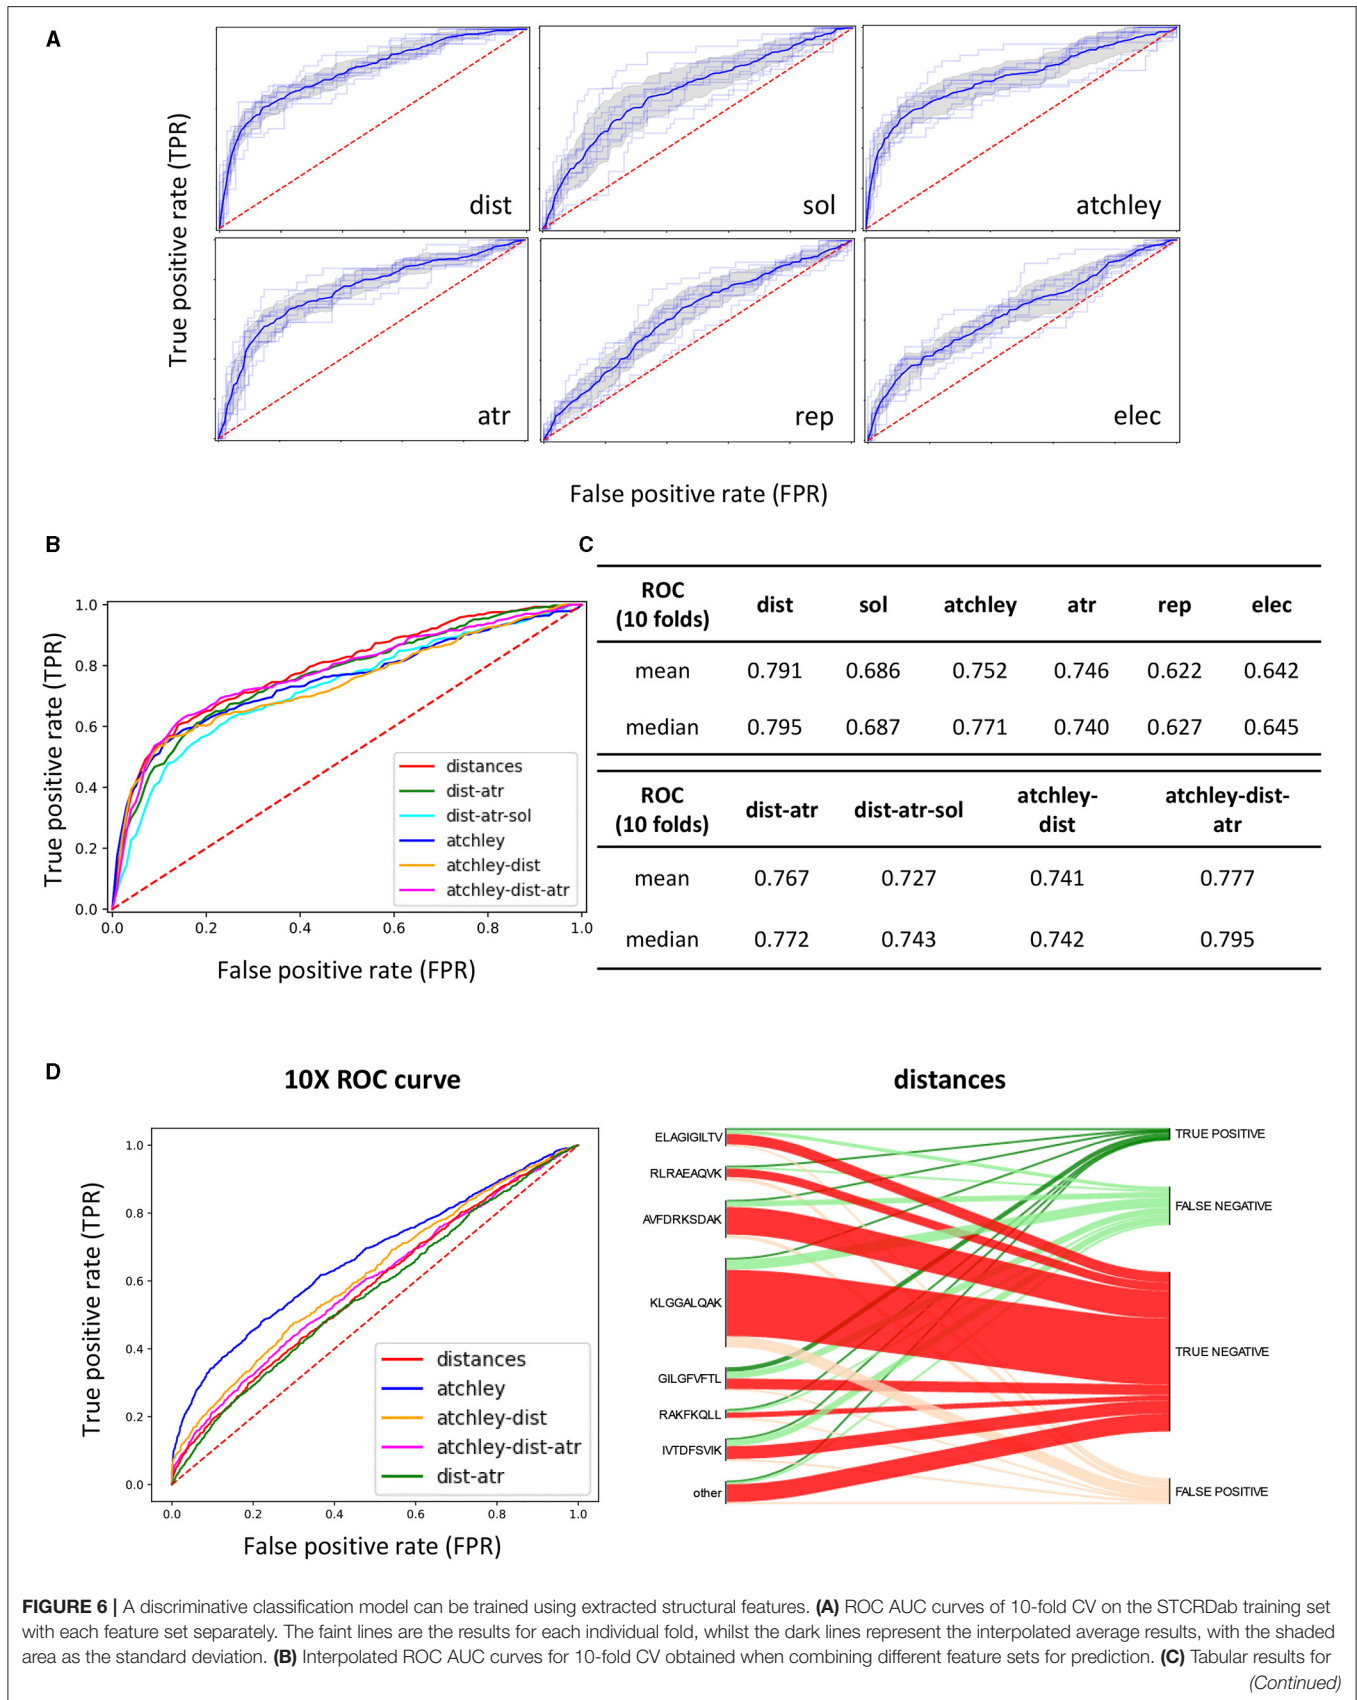 A
True positive rate (TPR)
dist
sol
atchley
atr
rep
elec
False positive rate (FPR)
B
True positive rate (TPR)
1.0
0.8
0.6
0.4
0.2
0.0
0.0 0.2 0.4 0.6 0.8 1.0
distances
dist-atr
dist-atr-sol
atchley
atchley-dist
atchley-dist-atr
False positive rate (FPR)
C
ROC (10 folds) dist sol atchley atr rep elec
mean 0.791 0.686 0.752 0.746 0.622 0.642
median 0.795 0.687 0.771 0.740 0.627 0.645
ROC (10 folds) dist-atr dist-atr-sol atchley-dist atchley-dist-atr
mean 0.767 0.727 0.741 0.777
median 0.772 0.743 0.742 0.795
D
10X ROC curve
True positive rate (TPR)
1.0
0.8
0.6
0.4
0.2
0.0
0.0 0.2 0.4 0.6 0.8 1.0
distances
atchley
atchley-dist
atchley-dist-atr
dist-atr
False positive rate (FPR)
distances
ELAGIGILTV
RLRAEAQVK
AVFDRKSDAK
KLGGALQAK
GILGFVFTL
RAKFKQLL
IVTDFSVIK
other
TRUE POSITIVE
FALSE NEGATIVE
TRUE NEGATIVE
FALSE POSITIVE
FIGURE 6 | A discriminative classification model can be trained using extracted structural features. (A) ROC AUC curves of 10-fold CV on the STCRDab training set
with each feature set separately. The faint lines are the results for each individual fold, whilst the dark lines represent the interpolated average results, with the shaded
area as the standard deviation. (B) Interpolated ROC AUC curves for 10-fold CV obtained when combining different feature sets for prediction. (C) Tabular results for
(Continued)